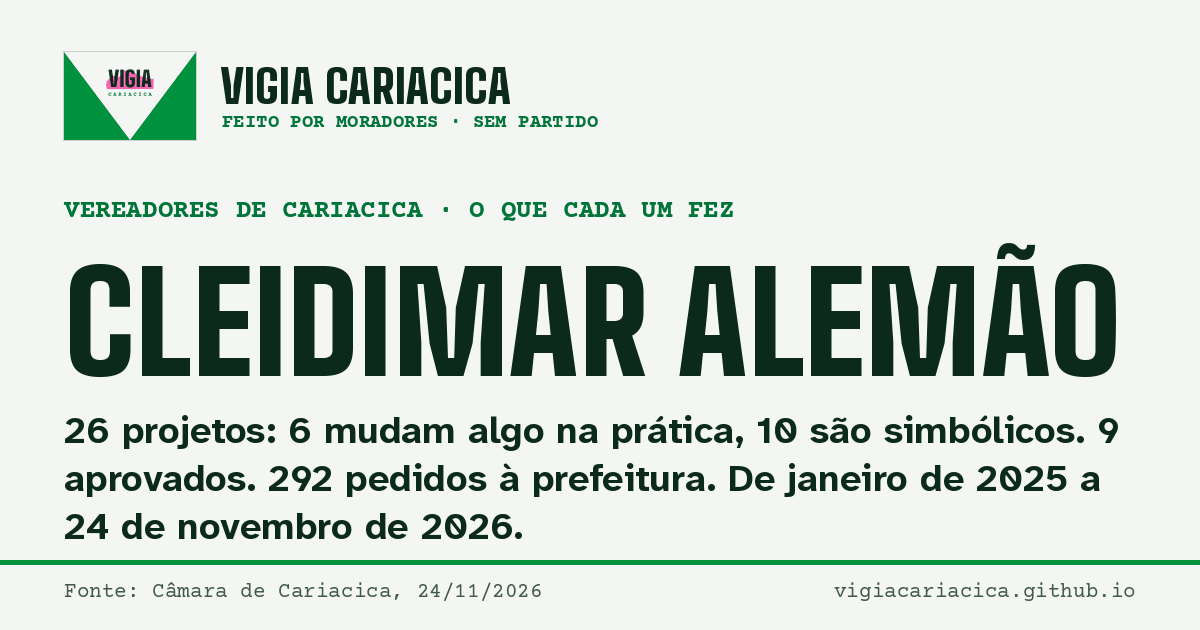 VIGIA
CARIACICA
VIGIA CARIACICA
FEITO POR MORADORES · SEM PARTIDO
VEREADORES DE CARIACICA · O QUE CADA UM FEZ
CLEIDIMAR ALEMÃO
26 projetos: 6 mudam algo na prática, 10 são simbólicos. 9
aprovados. 292 pedidos à prefeitura. De janeiro de 2025 a
24 de novembro de 2026.
Fonte: Câmara de Cariacica, 24/11/2026
vigiacariacica.github.io